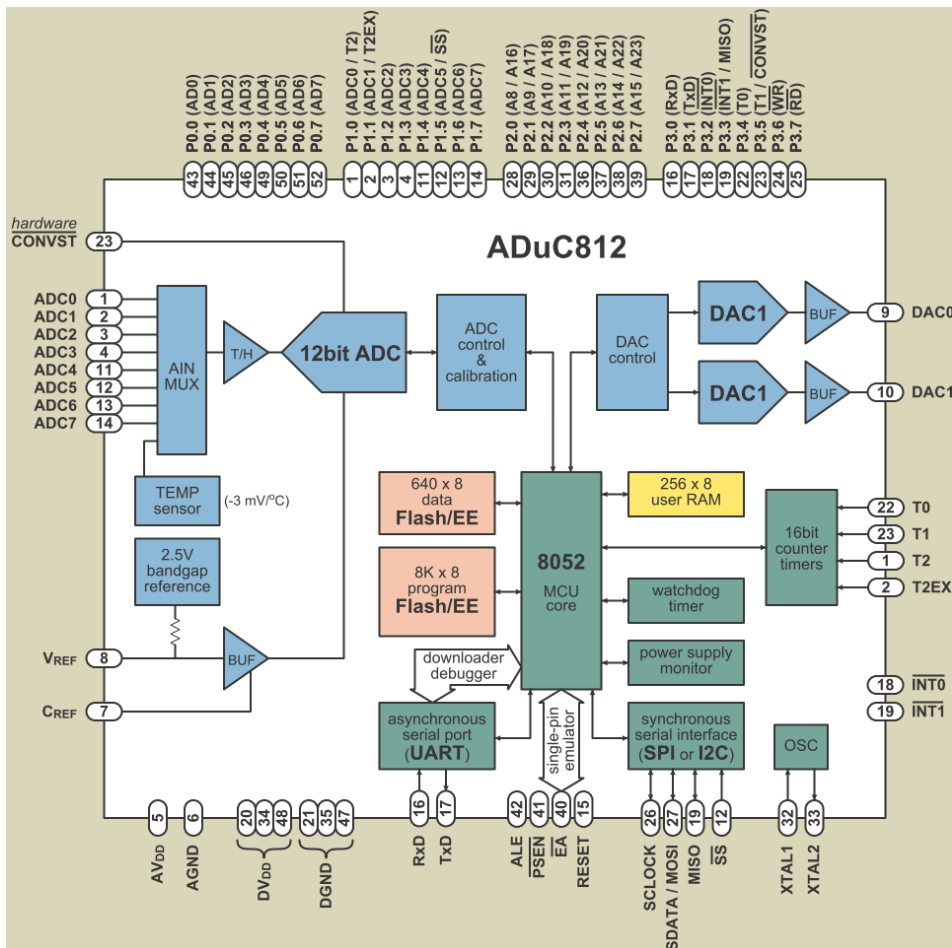 P0.0 (AD0)
P0.1 (AD1)
P0.2 (AD2)
P0.3 (AD3)
P0.4 (AD4)
P0.5 (AD5)
P0.6 (AD6)
P0.7 (AD7)
P1.0 (ADC0 / T2)
P1.1 (ADC1 / T2EX)
P1.2 (ADC2)
P1.3 (ADC3)
P1.4 (ADC4)
P1.5 (ADC5 / SS)
P1.6 (ADC6)
P1.7 (ADC7)
P2.0 (A8 / A16)
P2.1 (A9 / A17)
P2.2 (A10 / A18)
P2.3 (A11 / A19)
P2.4 (A12 / A20)
P2.5 (A13 / A21)
P2.6 (A14 / A22)
P2.7 (A15 / A23)
P3.0 (RxD)
P3.1 (TxD)
P3.2 (INT0)
P3.3 (INT1 / MISO)
P3.4 (T0)
P3.5 (T1 / CONVST)
P3.6 (WR)
P3.7 (RD)
43 44 45 46 49 50 51 52
1 2 3 4 11 12 13 14
28 29 30 31 36 37 38 39
16 17 18 19 22 23 24 25
ADuC812
hardware
CONVST 23
ADC0 1
ADC1 2
ADC2 3
ADC3 4
ADC4 11
ADC5 12
ADC6 13
ADC7 14
AIN
MUX
T/H
12bit ADC
ADC
control
&
calibration
DAC
control
DAC1
BUF
9 DAC0
DAC1
BUF
10 DAC1
TEMP
sensor
(-3 mV/ºC)
2.5V
bandgap
reference
VREF 8
BUF
CREF 7
640 x 8
data
Flash/EE
8K x 8
program
Flash/EE
8052
MCU
core
256 x 8
user RAM
16bit
counter
timers
22 T0
23 T1
1 T2
2 T2EX
watchdog
timer
power supply
monitor
18 INT0
19 INT1
downloader
debugger
asynchronous
serial port
(UART)
single-pin
emulator
synchronous
serial interface
(SPI or I2C)
OSC
5
6
20 34 48
21 35 47
16 17
42 41 40 15
26 27 19 12
32 33
AVDD
AGND
DVDD
DGND
RxD
TxD
ALE
PSEN
EA
RESET
SCLOCK
SDATA / MOSI
MISO
SS
XTAL1
XTAL2